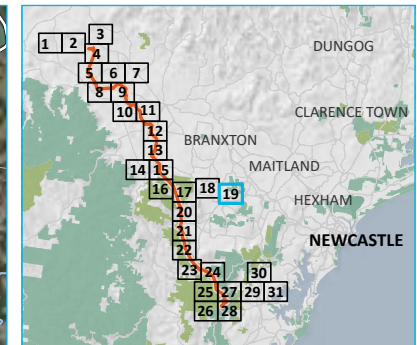 3
1 2
DUNGOG
4
5 6 7
8 9
10 11
CLARENCE TOWN
12
BRANXTON
13
14 15
MAITLAND
16 17 18 19
HEXHAM
20
21
NEWCASTLE
22
23 24
30
25 27 29 31
26 28